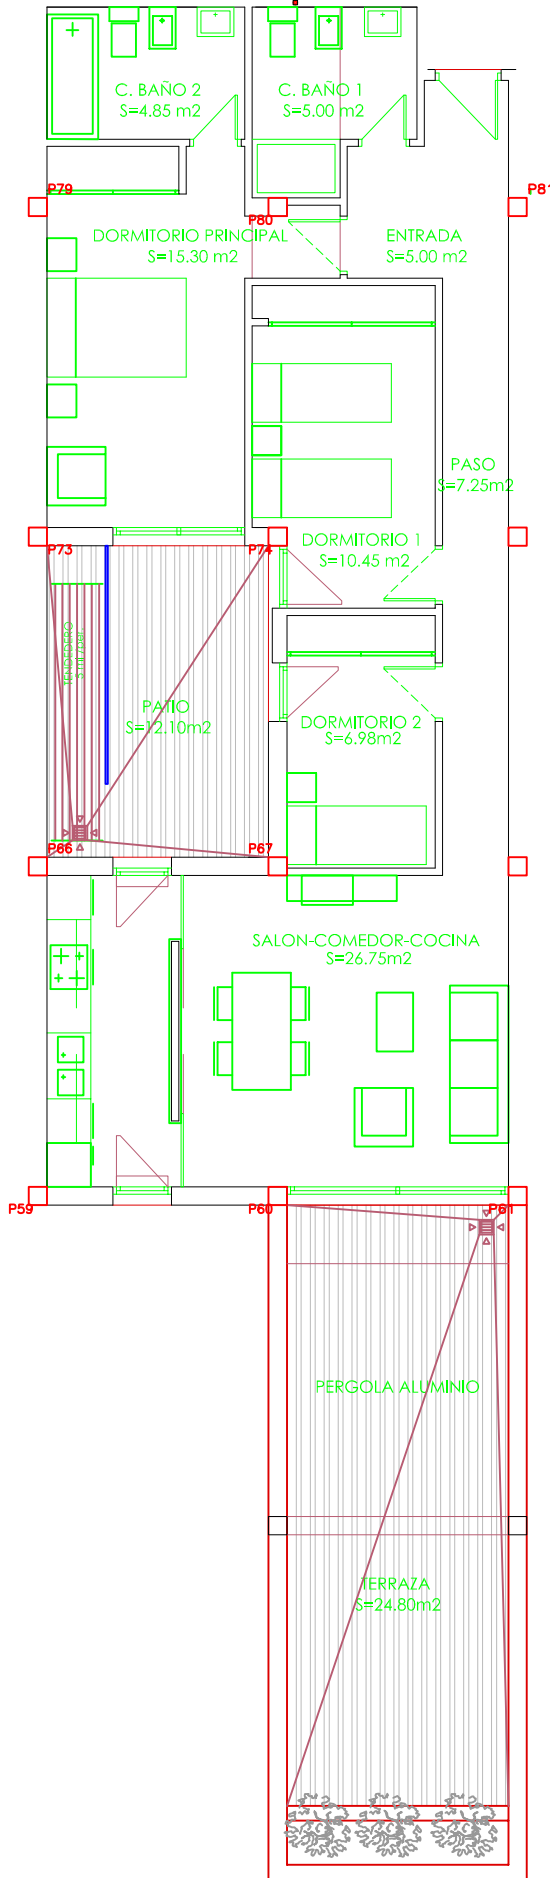 C. BAÑO 2
S=4.85 m2
C. BAÑO 1
S=5.00 m2
P79
P80
P81
DORMITORIO PRINCIPAL
S=15.30 m2
ENTRADA
S=5.00 m2
PASO
S=7.25m2
DORMITORIO 1
S=10.45 m2
P73
P74
TENDEDERO
PATIO
S=12.10m2
DORMITORIO 2
S=6.98m2
P66
P67
SALON-COMEDOR-COCINA
S=26.75m2
P59
P60
P61
PERGOLA ALUMINIO
TERRAZA
S=24.80m2